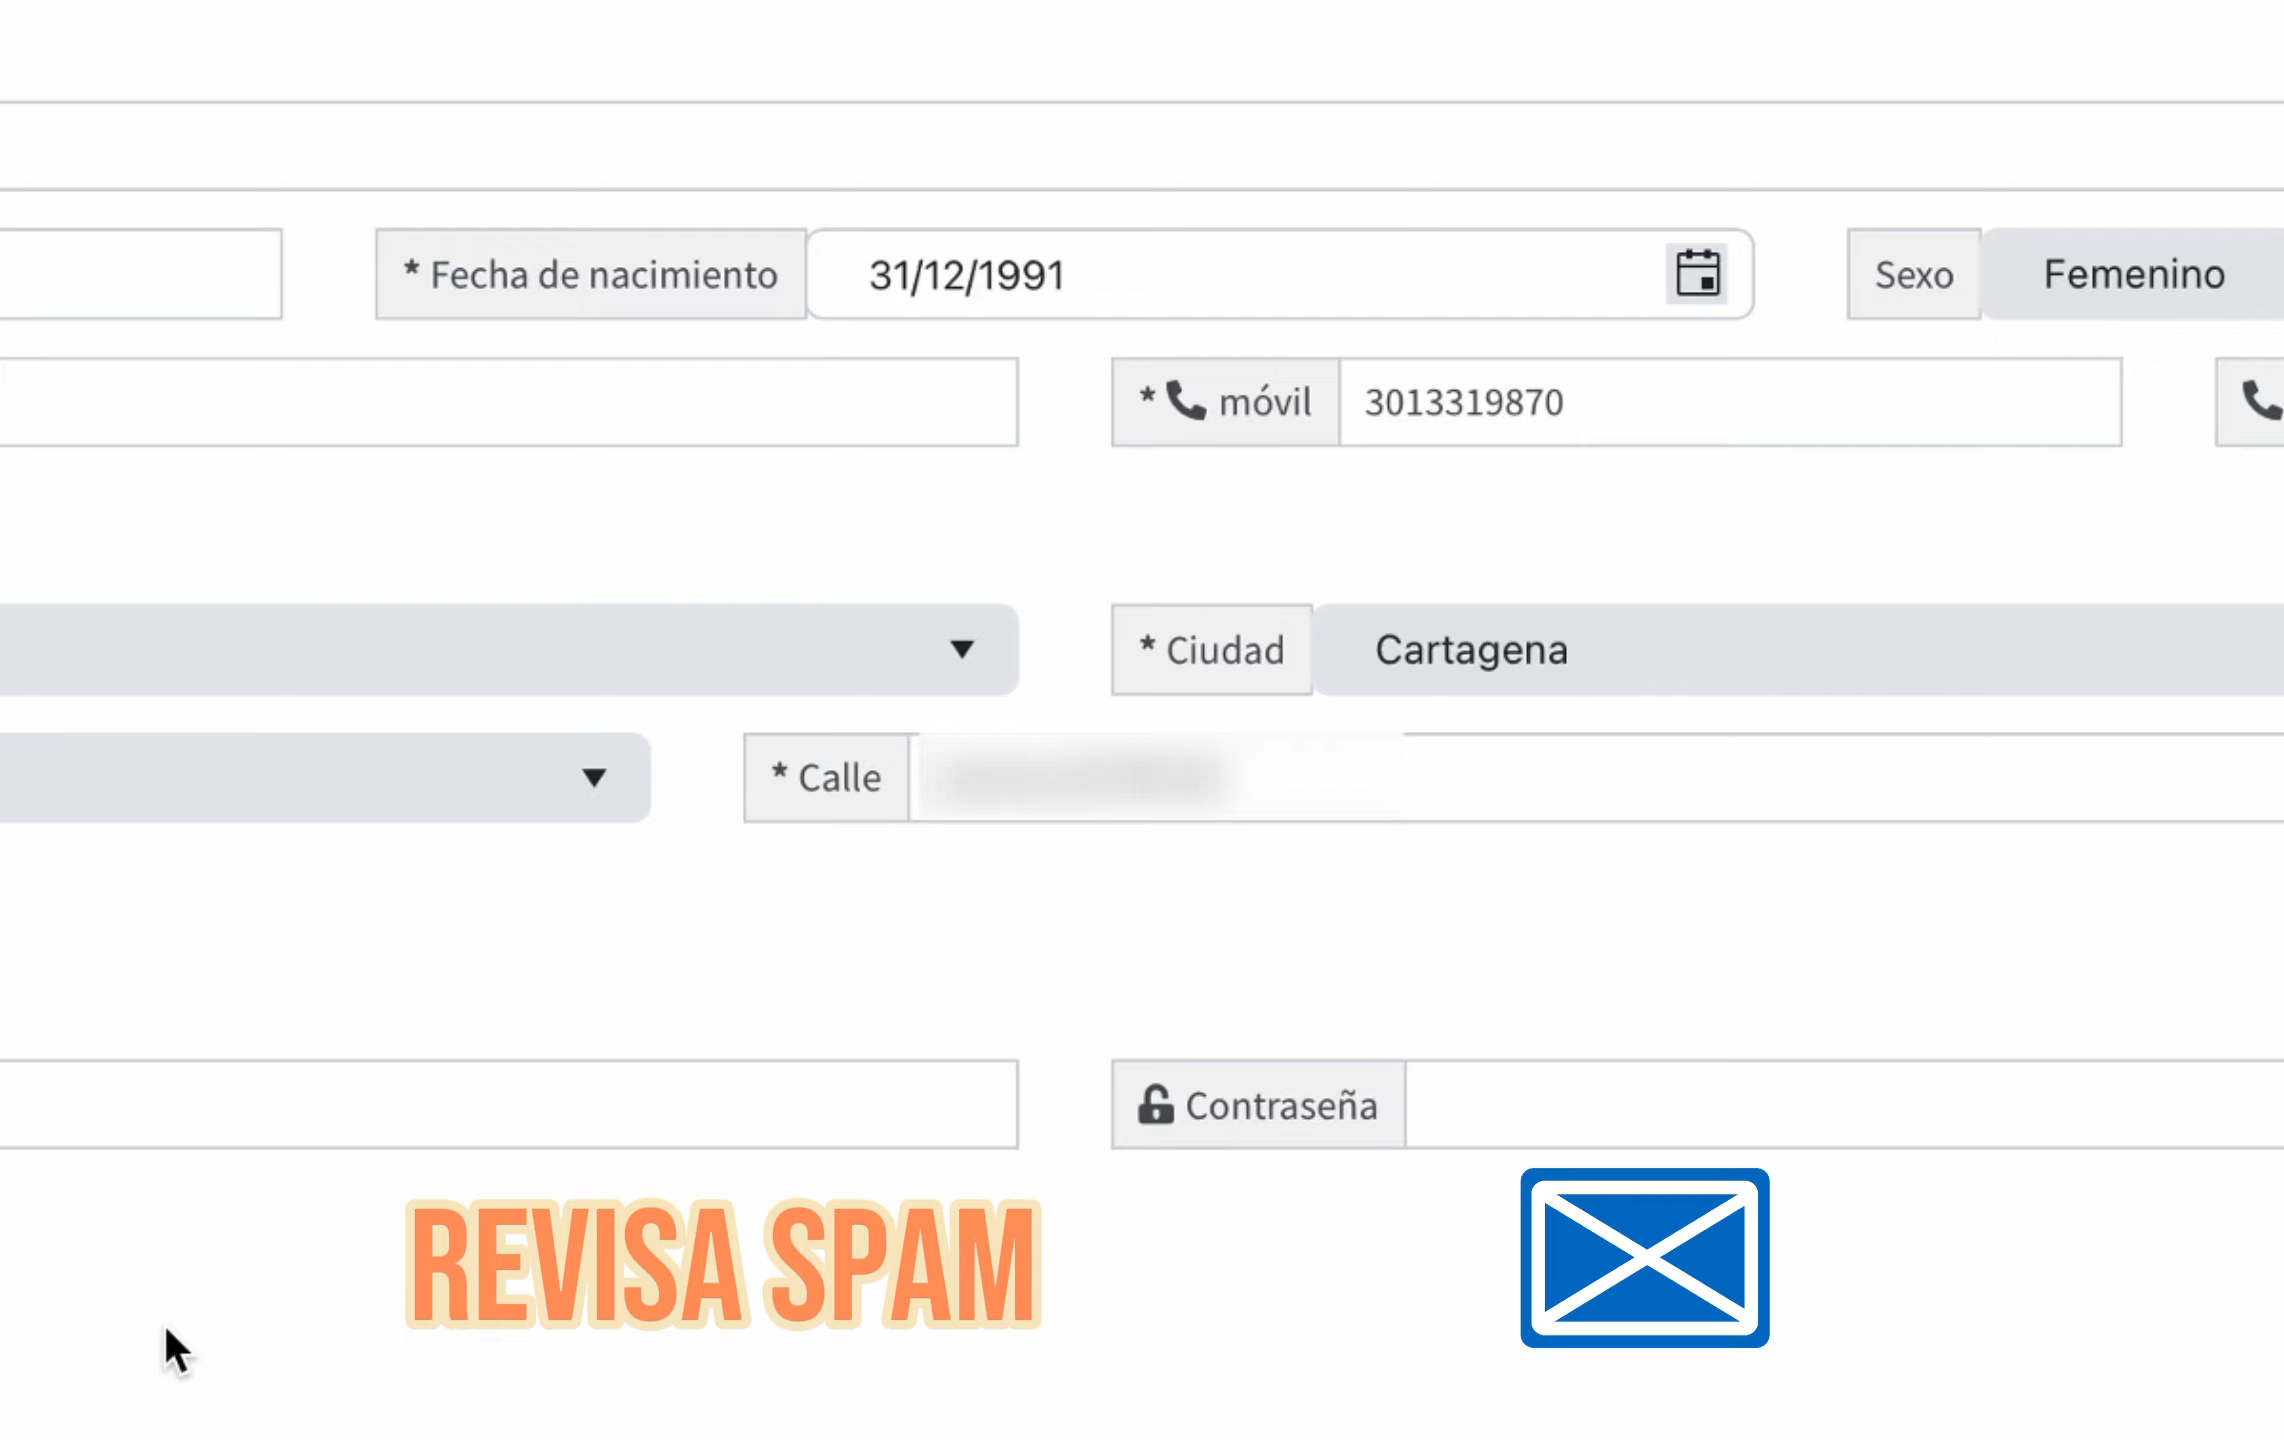 * Fecha de nacimiento 31/12/1991 Sexo Femenino
* móvil 3013319870
* Ciudad Cartagena
* Calle
Contraseña
REVISA SPAM